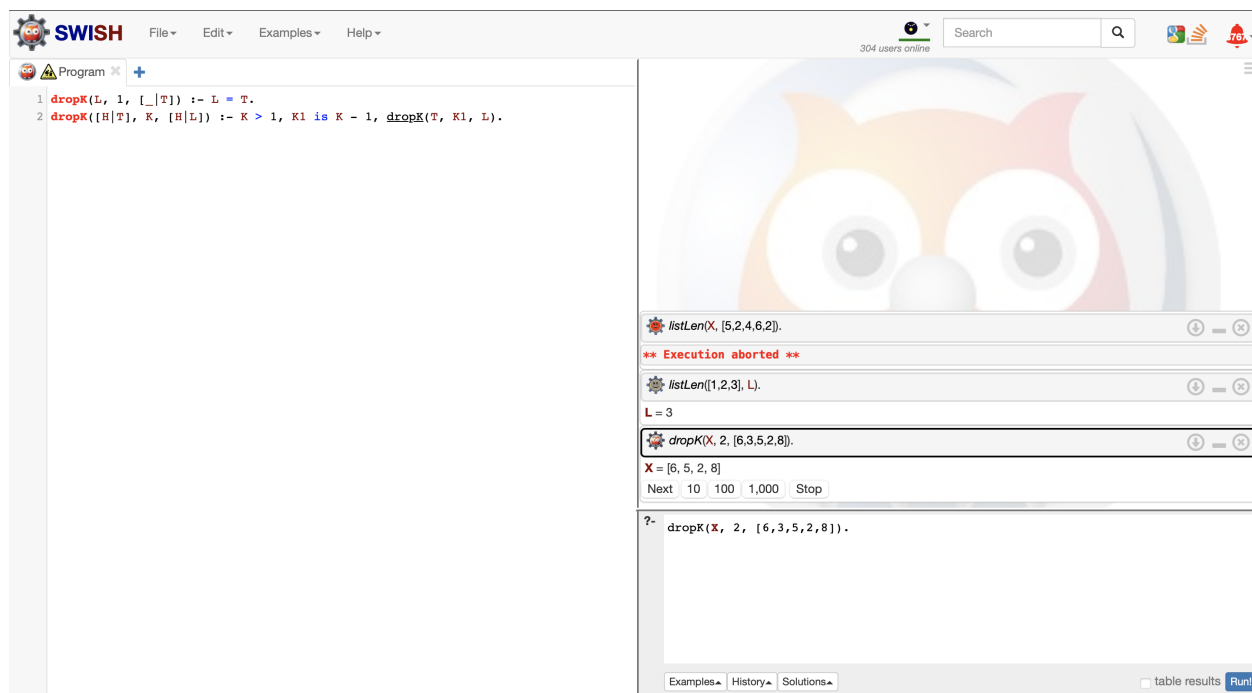 SWISH File Edit Examples Help 304 users online Search
Program
1 dropK(L, 1, [_|T]) :- L = T.
2 dropK([H|T], K, [H|L]) :- K > 1, K1 is K - 1, dropK(T, K1, L).
listLen(X, [5,2,4,6,2]).
** Execution aborted **
listLen([1,2,3], L).
L = 3
dropK(X, 2, [6,3,5,2,8]).
X = [6, 5, 2, 8]
Next 10 100 1,000 Stop
?- dropK(X, 2, [6,3,5,2,8]).
Examples History Solutions table results Run!